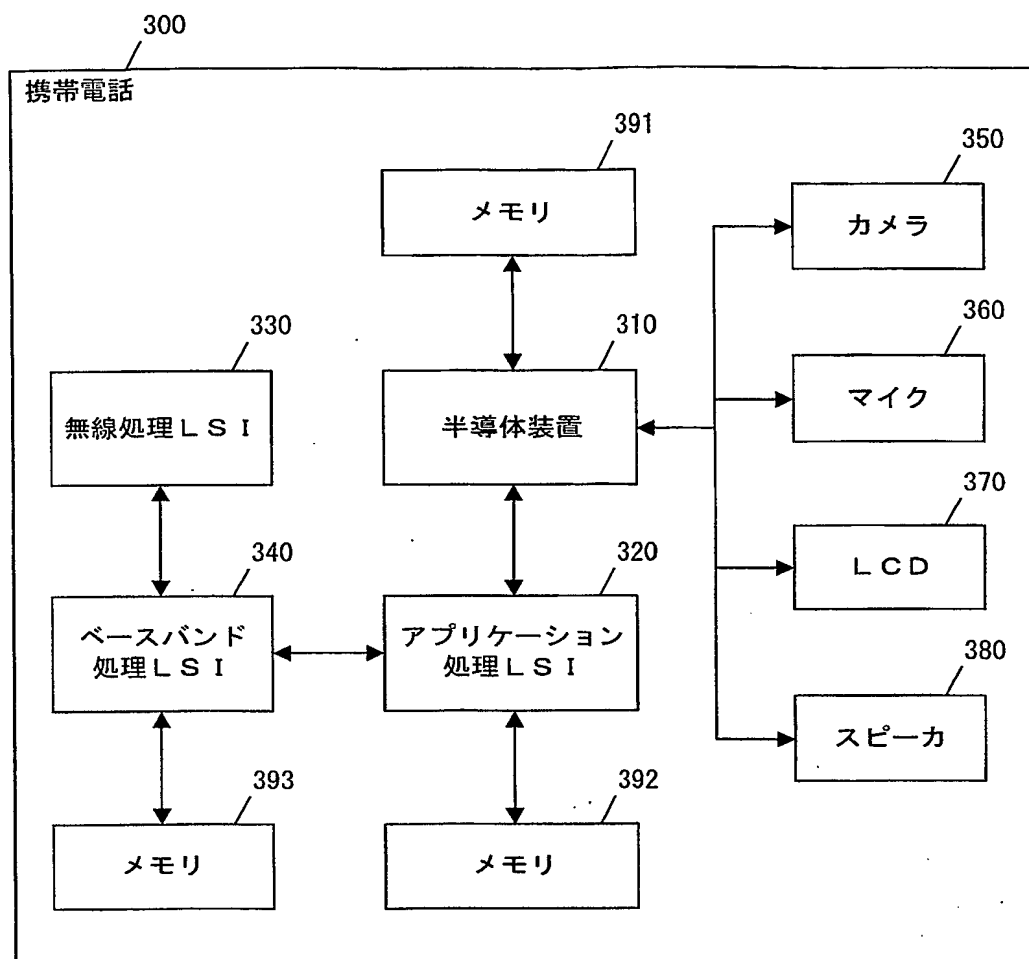 300
携帯電話
391
メモリ
350
カメラ
330
無線処理ＬＳＩ
310
半導体装置
360
マイク
370
ＬＣＤ
340
ベースバンド
処理ＬＳＩ
320
アプリケーション
処理ＬＳＩ
380
スピーカ
393
メモリ
392
メモリ